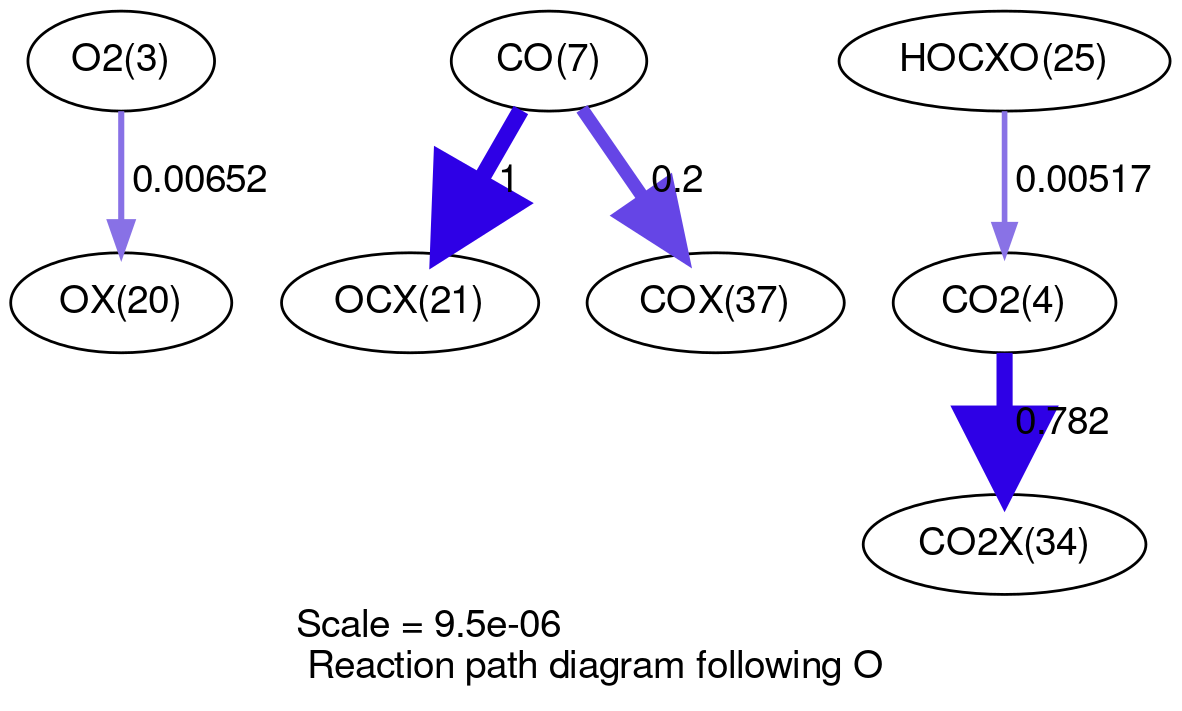 O2(3)
CO(7)
HOCXO(25)
0.00652
1
0.2
0.00517
OX(20)
OCX(21)
COX(37)
CO2(4)
0.782
CO2X(34)
Scale = 9.5e-06
Reaction path diagram following O